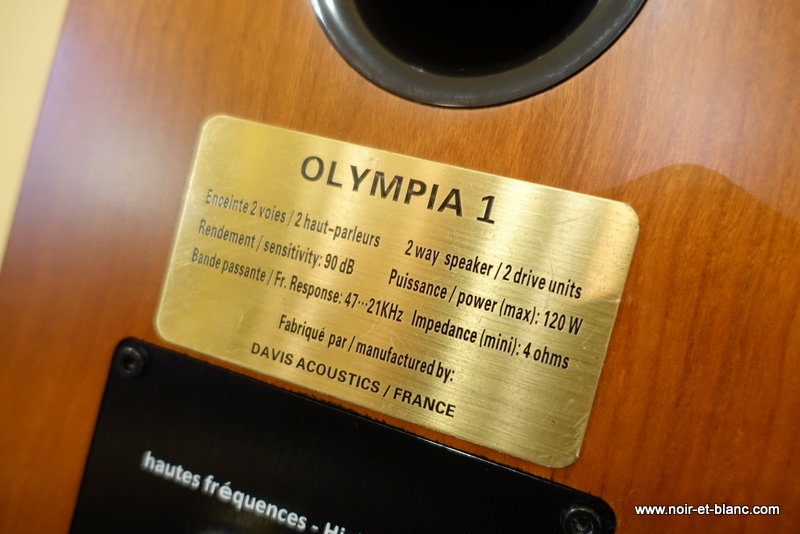 OLYMPIA 1
Enceinte 2 voies / 2 haut-parleurs 2 way speaker / 2 drive units
Rendement / sensitivity: 90 dB Puissance / power (max): 120 W
Bande passante / Fr. Response: 47···21KHz Impedance (mini): 4 ohms
Fabriqué par / manufactured by:
DAVIS ACOUSTICS / FRANCE
hautes fréquences - Hi
www.noir-et-blanc.com